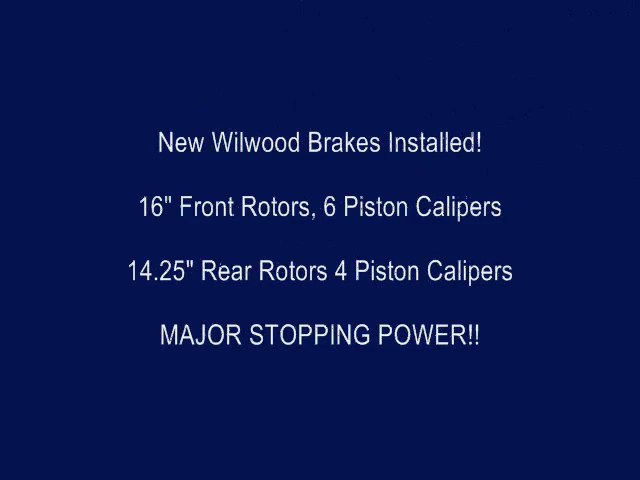 New Wilwood Brakes Installed!
16" Front Rotors, 6 Piston Calipers
14.25" Rear Rotors 4 Piston Calipers
MAJOR STOPPING POWER!!